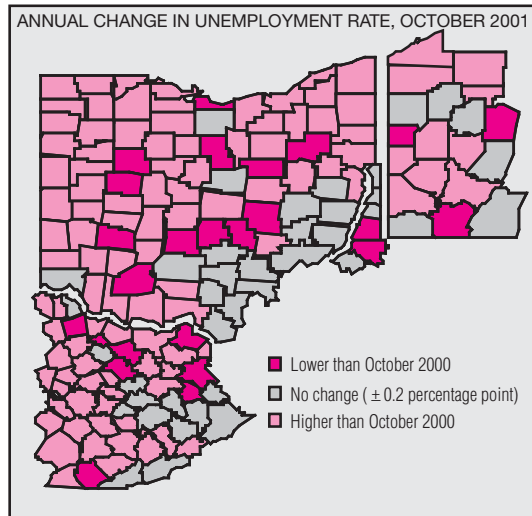 ANNUAL CHANGE IN UNEMPLOYMENT RATE, OCTOBER 2001
Lower than October 2000
No change ( ± 0.2 percentage point)
Higher than October 2000